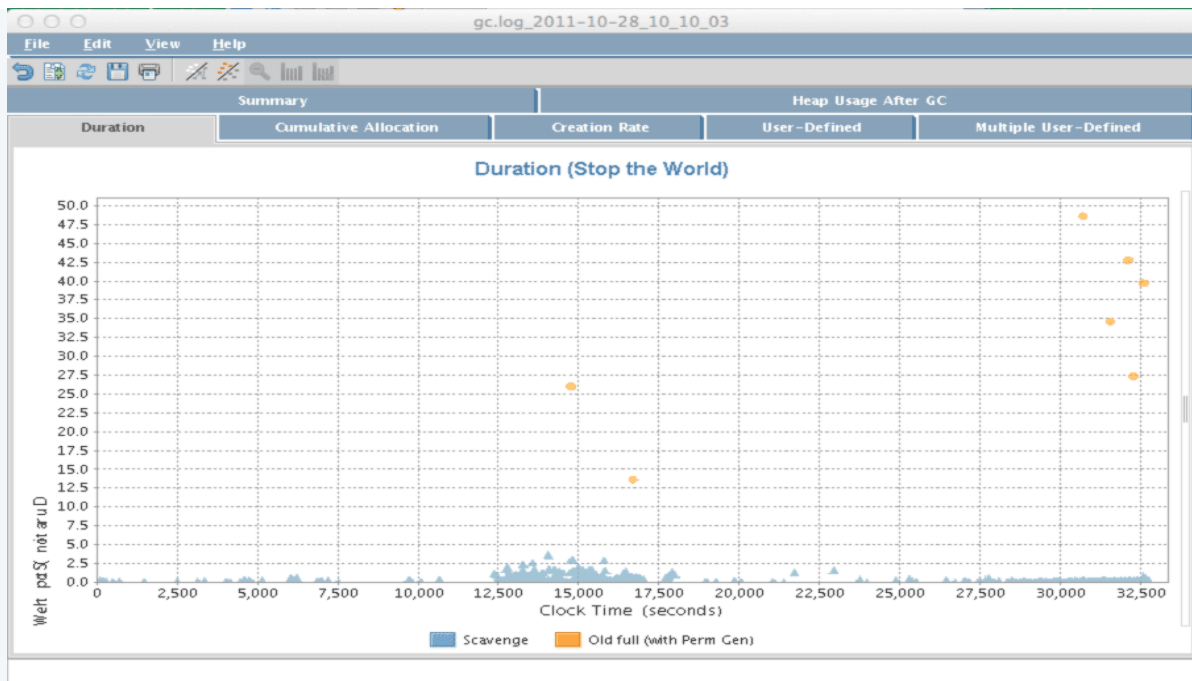 gc.log_2011-10-28_10_10_03
File Edit View Help
Summary Heap Usage After GC
Duration Cumulative Allocation Creation Rate User-Defined Multiple User-Defined
Duration (Stop the World)
50.0
47.5
45.0
42.5
40.0
37.5
35.0
32.5
30.0
27.5
25.0
22.5
20.0
17.5
15.0
12.5
10.0
7.5
5.0
2.5
0.0
0 2,500 5,000 7,500 10,000 12,500 15,000 17,500 20,000 22,500 25,000 27,500 30,000 32,500
Clock Time (seconds)
Scavenge Old full (with Perm Gen)